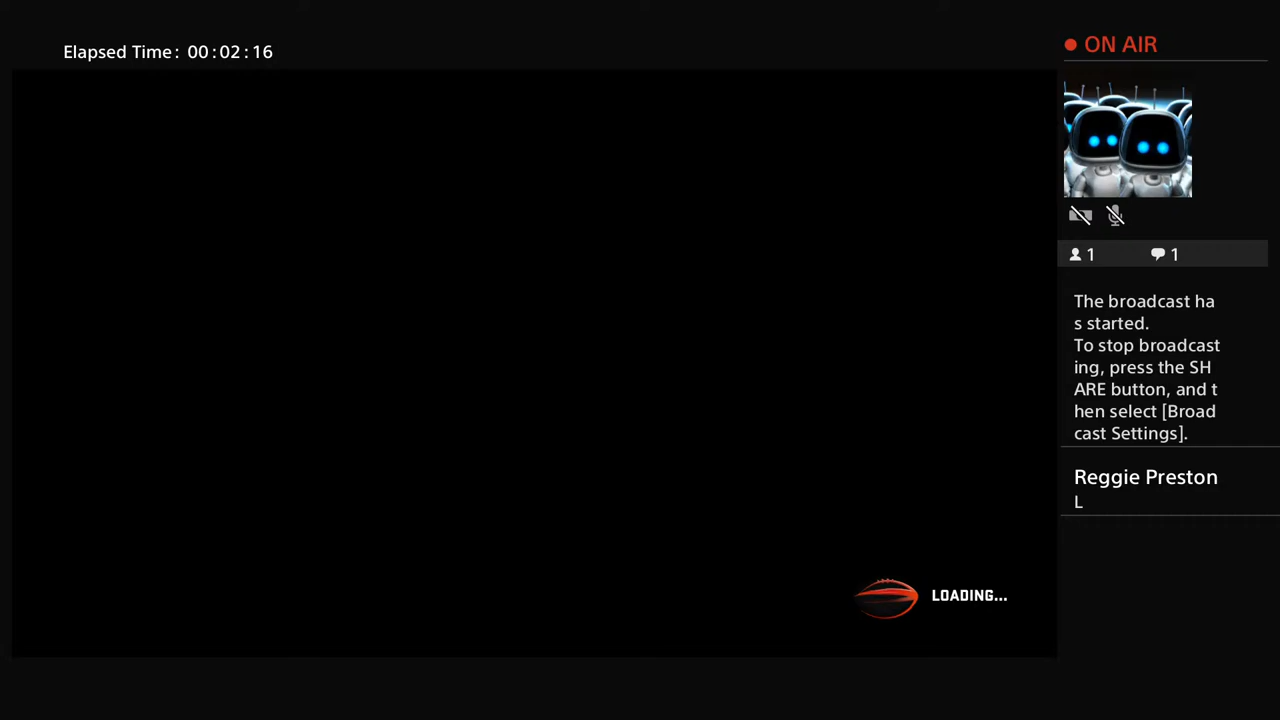 Elapsed Time: 00:02:16
ON AIR
1 1
The broadcast ha
s started.
To stop broadcast
ing, press the SH
ARE button, and t
hen select [Broad
cast Settings].
Reggie Preston
L
LOADING...